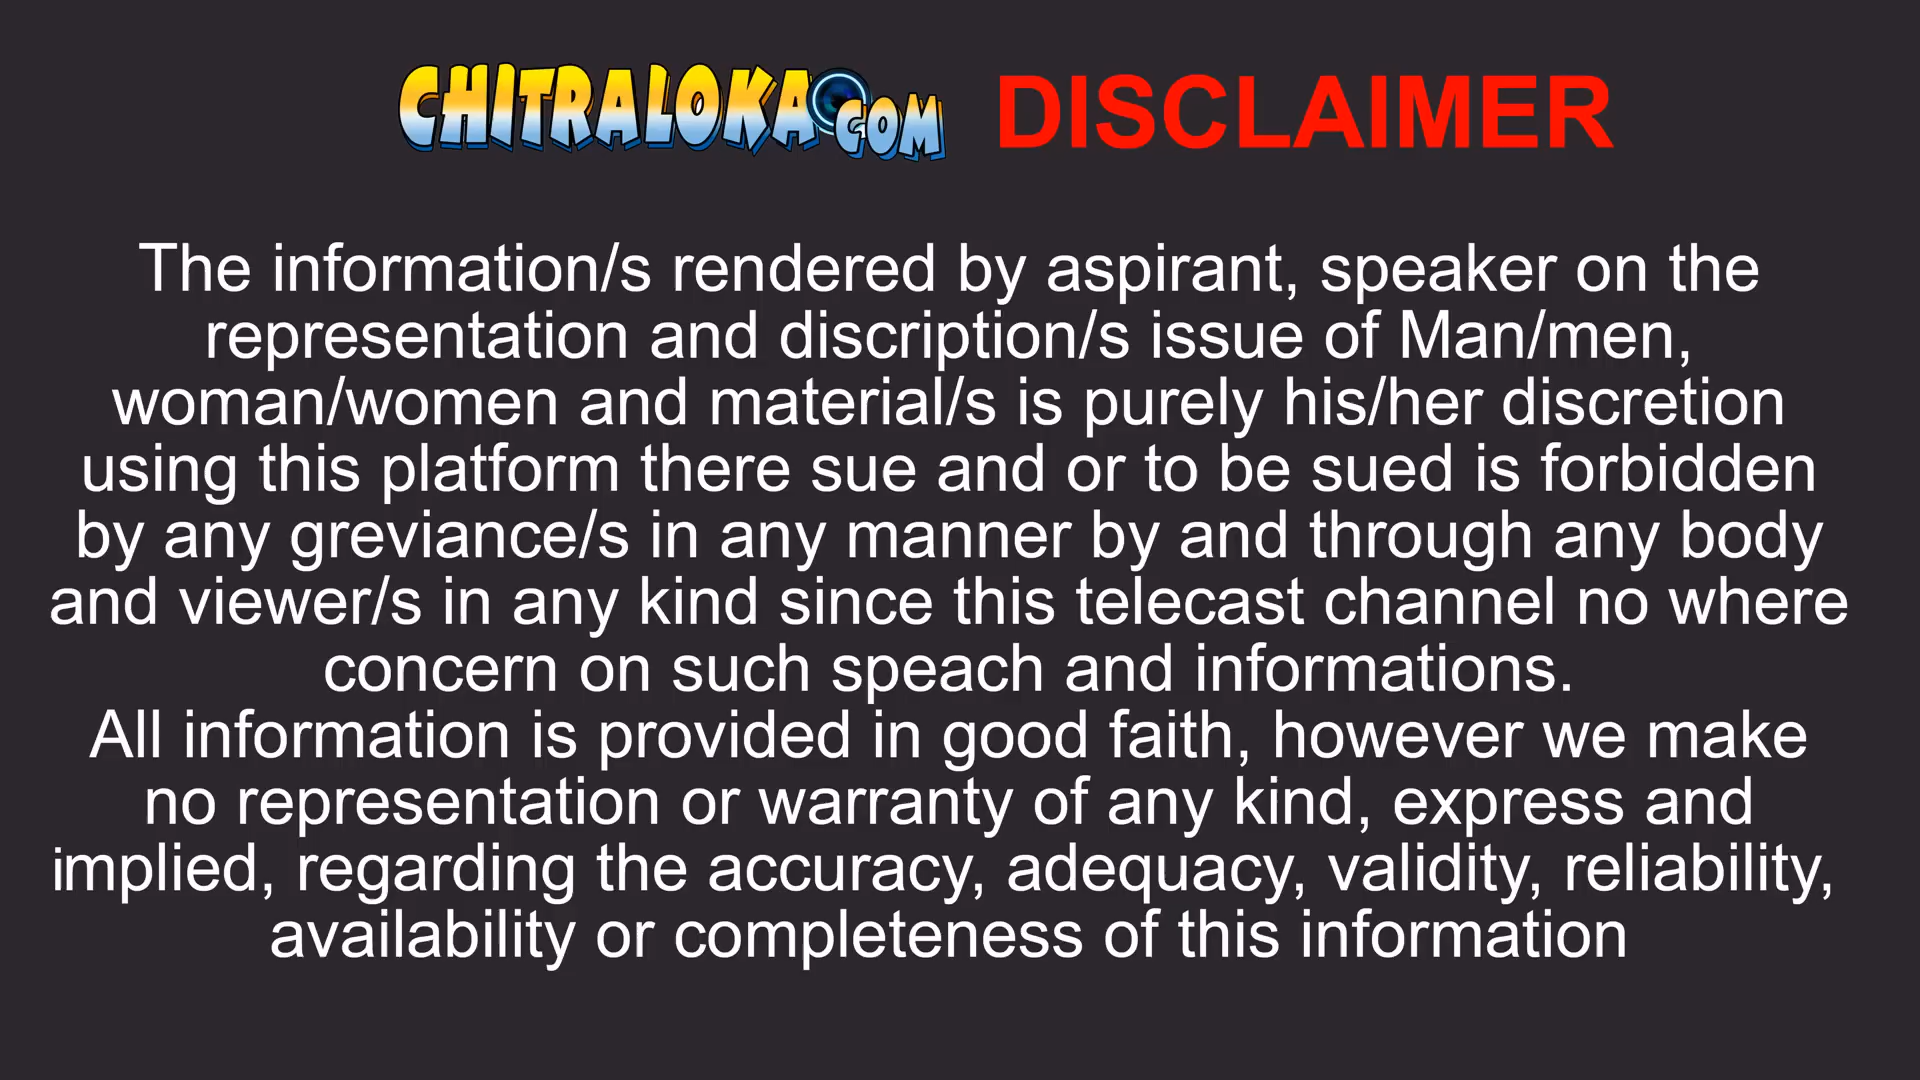 CHITRALOKA.COM DISCLAIMER
The information/s rendered by aspirant, speaker on the
representation and discription/s issue of Man/men,
woman/women and material/s is purely his/her discretion
using this platform there sue and or to be sued is forbidden
by any greviance/s in any manner by and through any body
and viewer/s in any kind since this telecast channel no where
concern on such speach and informations.
All information is provided in good faith, however we make
no representation or warranty of any kind, express and
implied, regarding the accuracy, adequacy, validity, reliability,
availability or completeness of this information